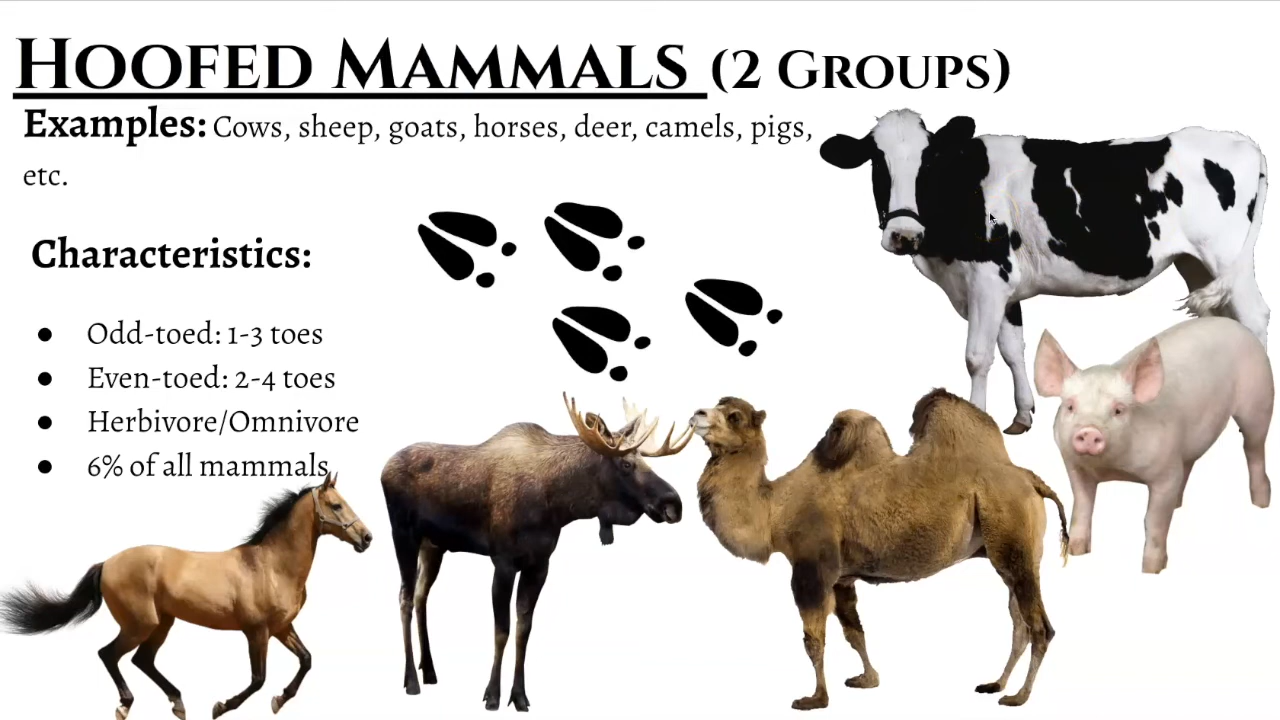 Hoofed Mammals (2 Groups)
Examples: Cows, sheep, goats, horses, deer, camels, pigs,
etc.
Characteristics:
● Odd-toed: 1-3 toes
● Even-toed: 2-4 toes
● Herbivore/Omnivore
● 6% of all mammals